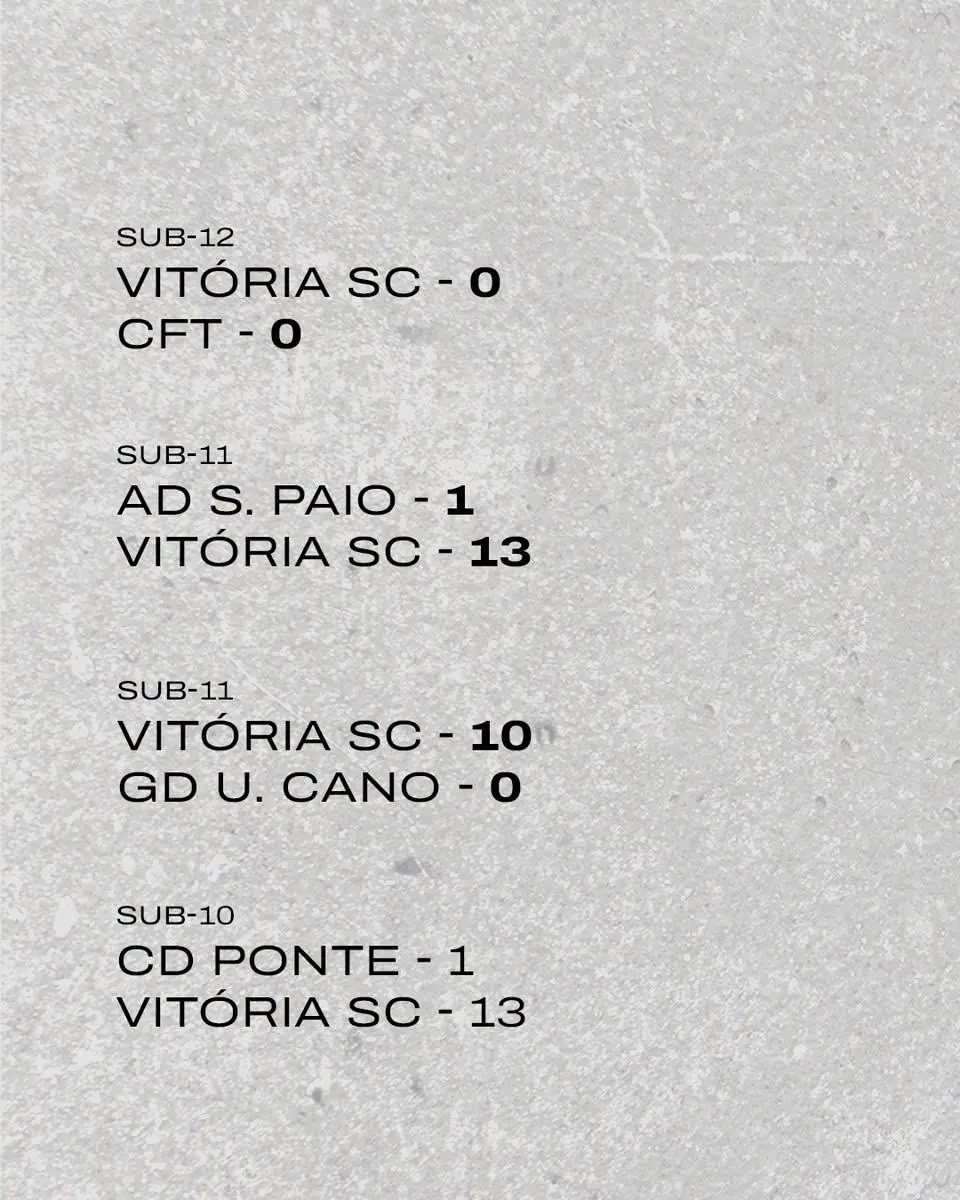 SUB-12
VITÓRIA SC - 0
CFT - 0
SUB-11
AD S. PAIO - 1
VITÓRIA SC - 13
SUB-11
VITÓRIA SC - 10
GD U. CANO - 0
SUB-10
CD PONTE - 1
VITÓRIA SC - 13